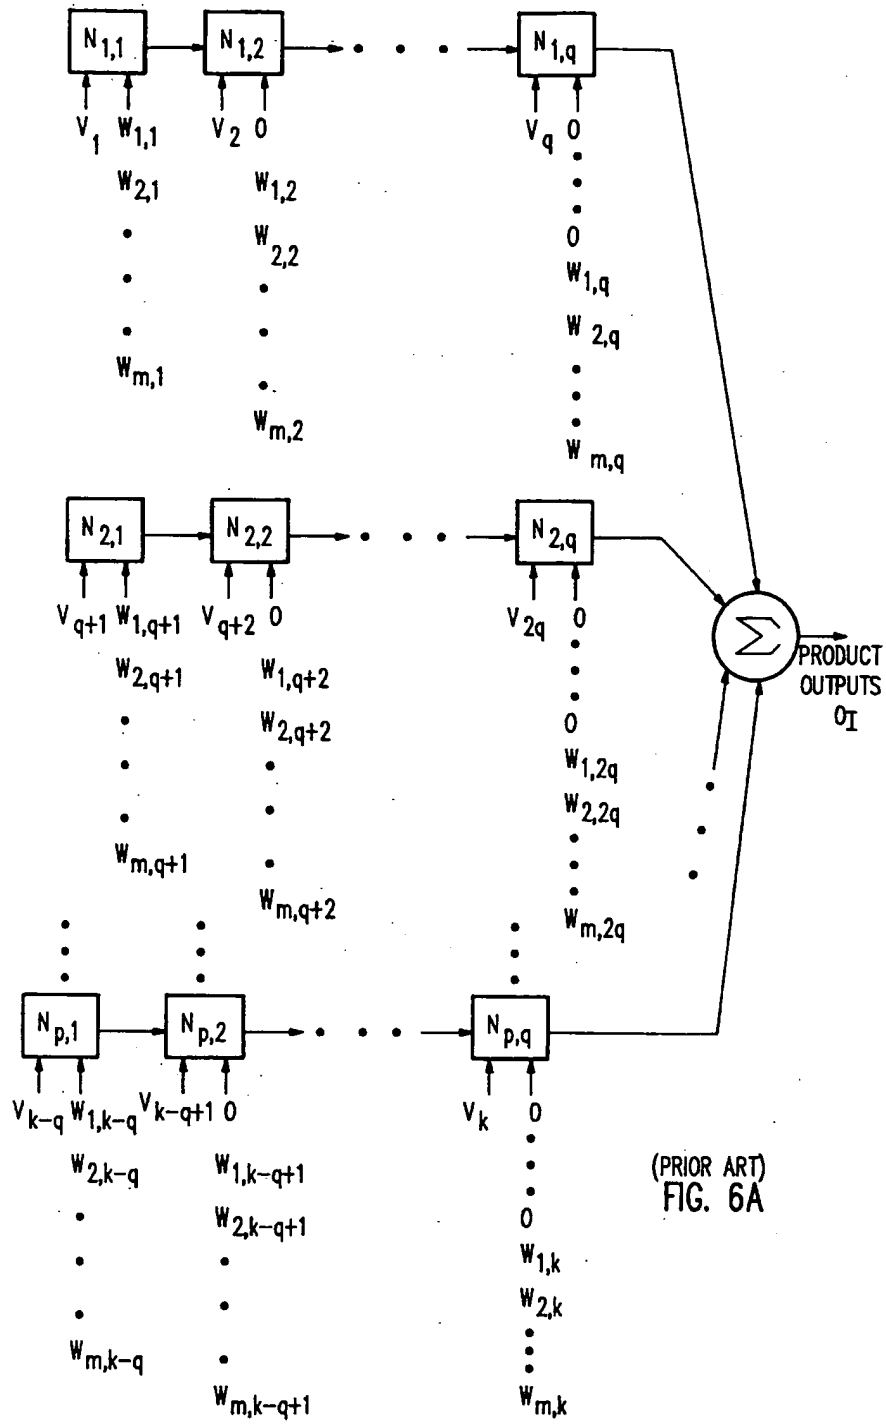 N1,1 N1,2 • • • N1,q
V1 W1,1 V2 0 Vq 0
W2,1 W1,2 •
• W2,2 •
• • •
• • 0
Wm,1 • W1,q
Wm,2 W2,q
•
•
•
Wm,q
N2,1 N2,2 • • • N2,q
Vq+1 W1,q+1 Vq+2 0 V2q 0
Σ
PRODUCT
OUTPUTS
OI
W2,q+1 W1,q+2 •
• W2,q+2 •
• • •
• • 0
Wm,q+1 • W1,2q
Wm,q+2 W2,2q
•
•
•
Wm,2q
• • •
• • •
• • •
Np,1 Np,2 • • • Np,q
Vk-q W1,k-q Vk-q+1 0 Vk 0
W2,k-q W1,k-q+1 •
• W2,k-q+1 •
• • •
• • 0
Wm,k-q • W1,k
Wm,k-q+1 W2,k
•
•
•
Wm,k
(PRIOR ART)
FIG. 6A